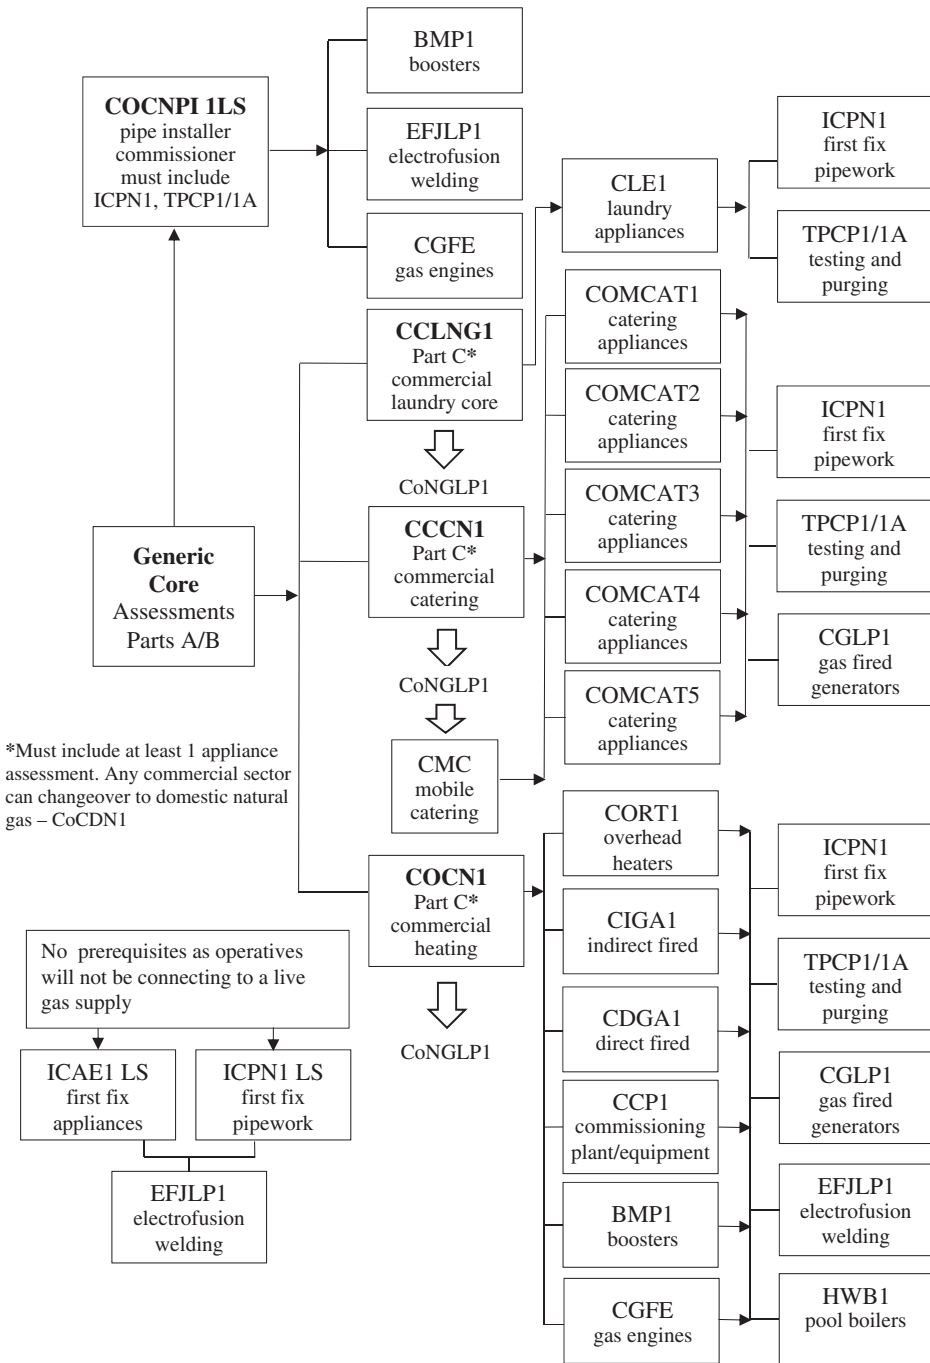 BMP1
boosters
COCNPI 1LS
pipe installer
commissioner
must include
ICPN1, TPCP1/1A
EFJLP1
electrofusion
welding
CGFE
gas engines
CLE1
laundry
appliances
ICPN1
first fix
pipework
TPCP1/1A
testing and
purging
CCLNG1
Part C*
commercial
laundry core
CoNGLP1
COMCAT1
catering
appliances
COMCAT2
catering
appliances
COMCAT3
catering
appliances
COMCAT4
catering
appliances
COMCAT5
catering
appliances
ICPN1
first fix
pipework
TPCP1/1A
testing and
purging
CGLP1
gas fired
generators
Generic
Core
Assessments
Parts A/B
CCCN1
Part C*
commercial
catering
CoNGLP1
CMC
mobile
catering
*Must include at least 1 appliance
assessment. Any commercial sector
can changeover to domestic natural
gas – CoCDN1
COCN1
Part C*
commercial
heating
CoNGLP1
CORT1
overhead
heaters
CIGA1
indirect fired
CDGA1
direct fired
CCP1
commissioning
plant/equipment
BMP1
boosters
CGFE
gas engines
ICPN1
first fix
pipework
TPCP1/1A
testing and
purging
CGLP1
gas fired
generators
EFJLP1
electrofusion
welding
HWB1
pool boilers
No prerequisites as operatives
will not be connecting to a live
gas supply
ICAE1 LS
first fix
appliances
ICPN1 LS
first fix
pipework
EFJLP1
electrofusion
welding